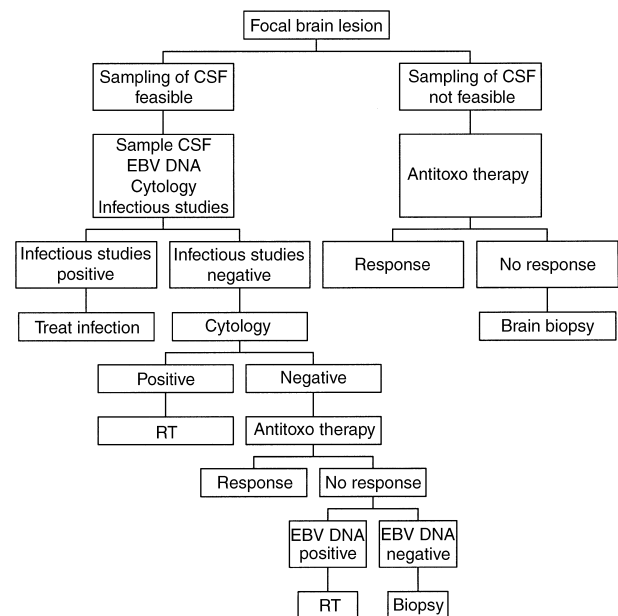 Focal brain lesion
Sampling of CSF
feasible
Sampling of CSF
not feasible
Sample CSF
EBV DNA
Cytology
Infectious studies
Antitoxo therapy
Infectious studies
positive
Infectious studies
negative
Response
No response
Treat infection
Cytology
Brain biopsy
Positive
Negative
RT
Antitoxo therapy
Response
No response
EBV DNA
positive
EBV DNA
negative
RT
Biopsy